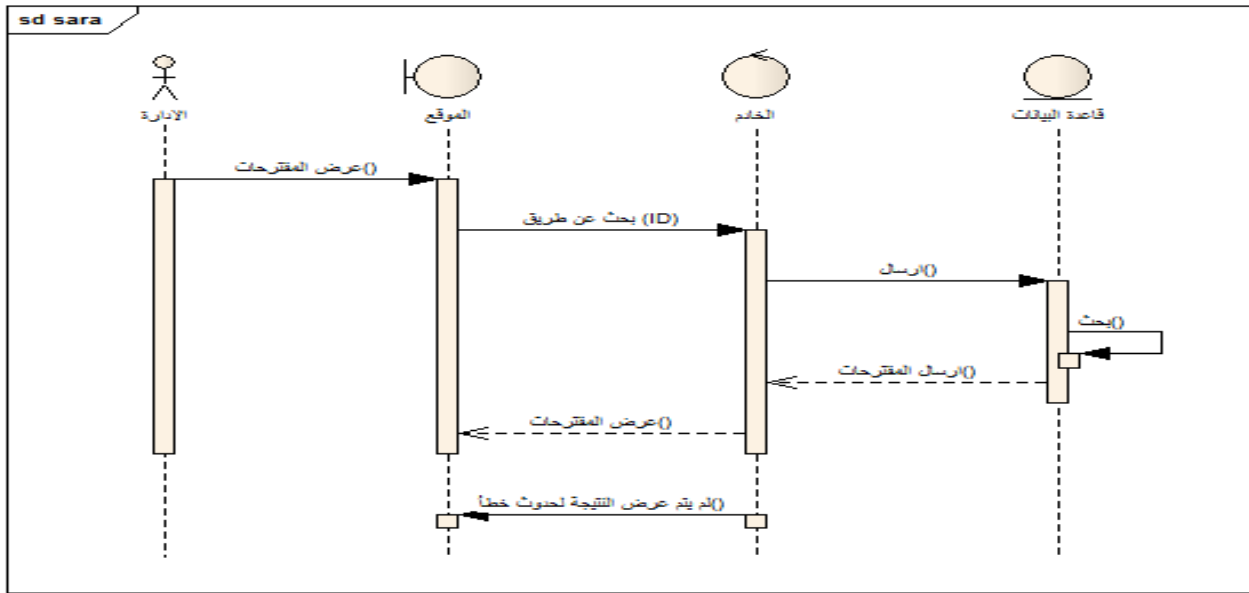 sd sara
الادارة
الموقع
الخادم
قاعدة البيانات
عرض المقترحات()
بحث عن طريق (ID)
ارسال()
بحث()
ارسال المقترحات()
عرض المقترحات()
لم يتم عرض النتيجة لحدوث خطأ()